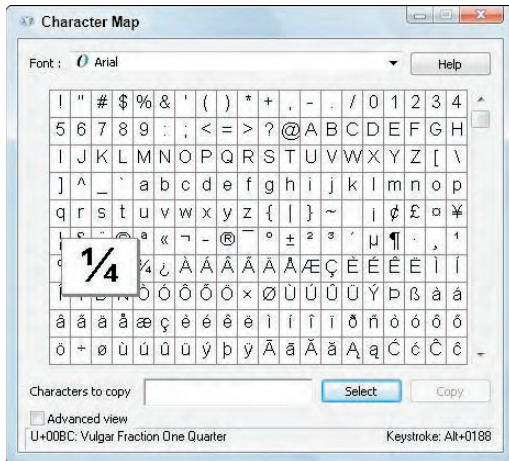 Character Map
Font : O Arial Help
! " # $ % & ' ( ) * + , - . / 0 1 2 3 4
5 6 7 8 9 : ; < = > ? @ A B C D E F G H
I J K L M N O P Q R S T U V W X Y Z [ \
] ^ _ ` a b c d e f g h i j k l m n o p
q r s t u v w x y z { | } ~ ¡ ¢ £ ¤ ¥
ª « ¬ - ® ¯ ° ± ² ³ ´ µ ¶ · ¸ ¹
¼
¾ ¿ À Á Â Ã Ä Å Æ Ç È É Ê Ë Ì Í
Ò Ó Ô Õ Ö × Ø Ù Ú Û Ü Ý Þ ß à á
â ã ä å æ ç è é ê ë ì í î ï ð ñ ò ó ô õ
ö ÷ ø ù ú û ü ý þ ÿ Ā ā Ă ă Ą ą Ć ć Ĉ ĉ
Characters to copy Select Copy
Advanced view
U+00BC: Vulgar Fraction One Quarter Keystroke: Alt+0188